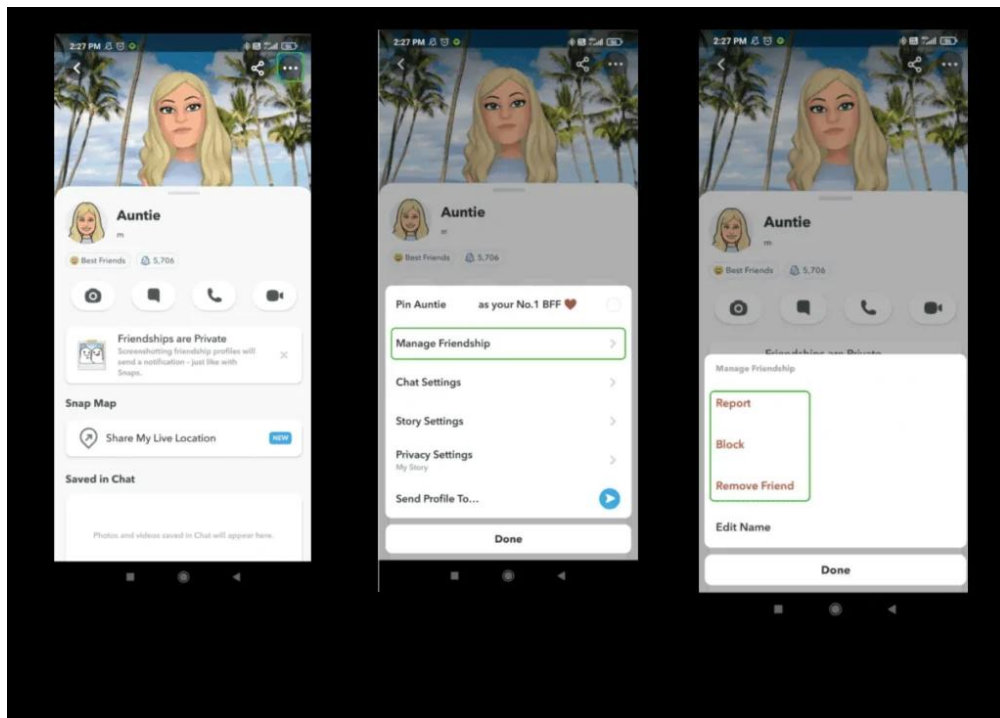 2:27 PM
Auntie
m
Best Friends
5,706
Friendships are Private
Screenshotting friendship profiles will
send a notification - just like with
Snaps.
Snap Map
Share My Live Location
NEW
Saved in Chat
Photos and videos saved in Chat will appear here.
2:27 PM
Auntie
m
Best Friends
5,706
Pin Auntie as your No.1 BFF
Manage Friendship
Chat Settings
Story Settings
Privacy Settings
My Story
Send Profile To...
Done
2:27 PM
Auntie
m
Best Friends
5,706
Friendships are Private
Manage Friendship
Report
Block
Remove Friend
Edit Name
Done